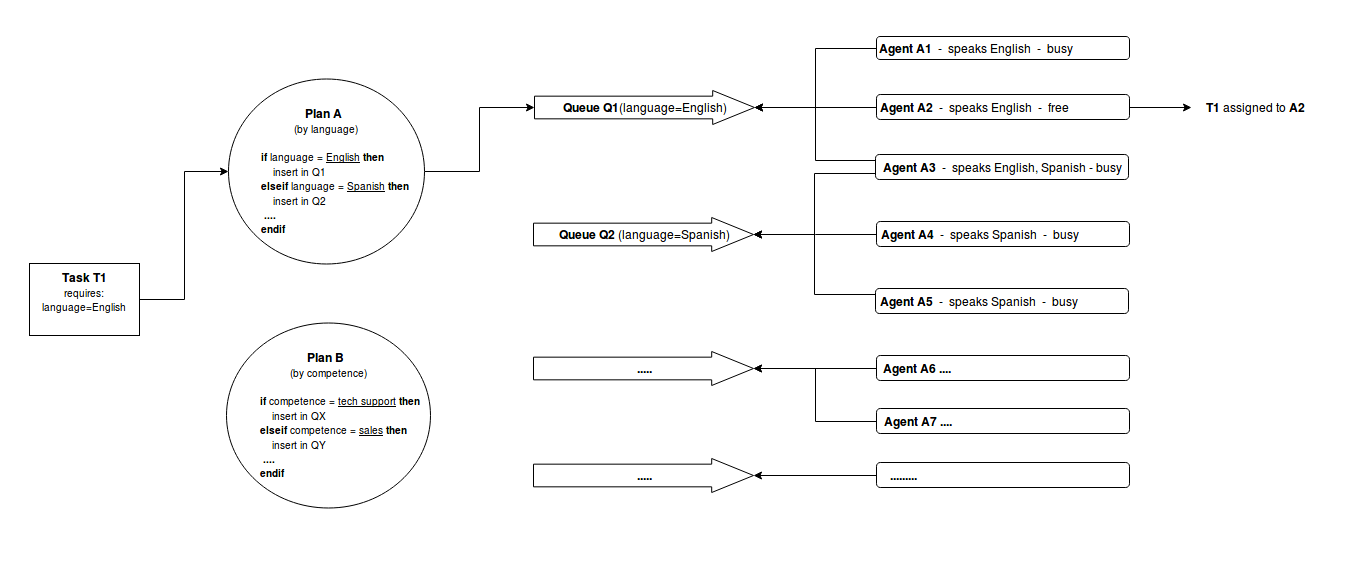 Task T1
requires:
language=English
Plan A
(by language)
if language = English then
insert in Q1
elseif language = Spanish then
insert in Q2
....
endif
Plan B
(by competence)
if competence = tech support then
insert in QX
elseif competence = sales then
insert in QY
....
endif
Queue Q1(language=English)
Queue Q2 (language=Spanish)
.....
.....
Agent A1 - speaks English - busy
Agent A2 - speaks English - free
Agent A3 - speaks English, Spanish - busy
Agent A4 - speaks Spanish - busy
Agent A5 - speaks Spanish - busy
Agent A6 ....
Agent A7 ....
.........
T1 assigned to A2